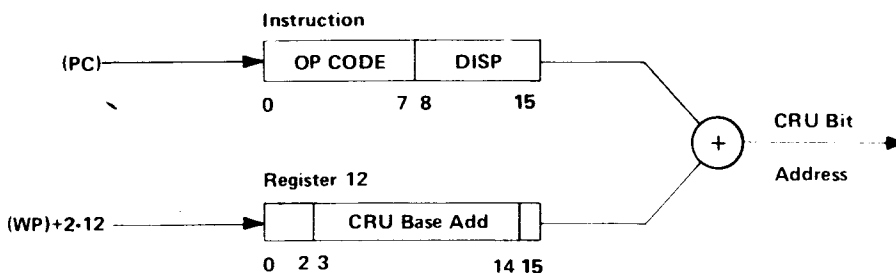 Instruction
(PC)
OP CODE
DISP
0
7
8
15
CRU Bit
+
Address
Register 12
(WP)+2•12
CRU Base Add
0
2
3
14
15